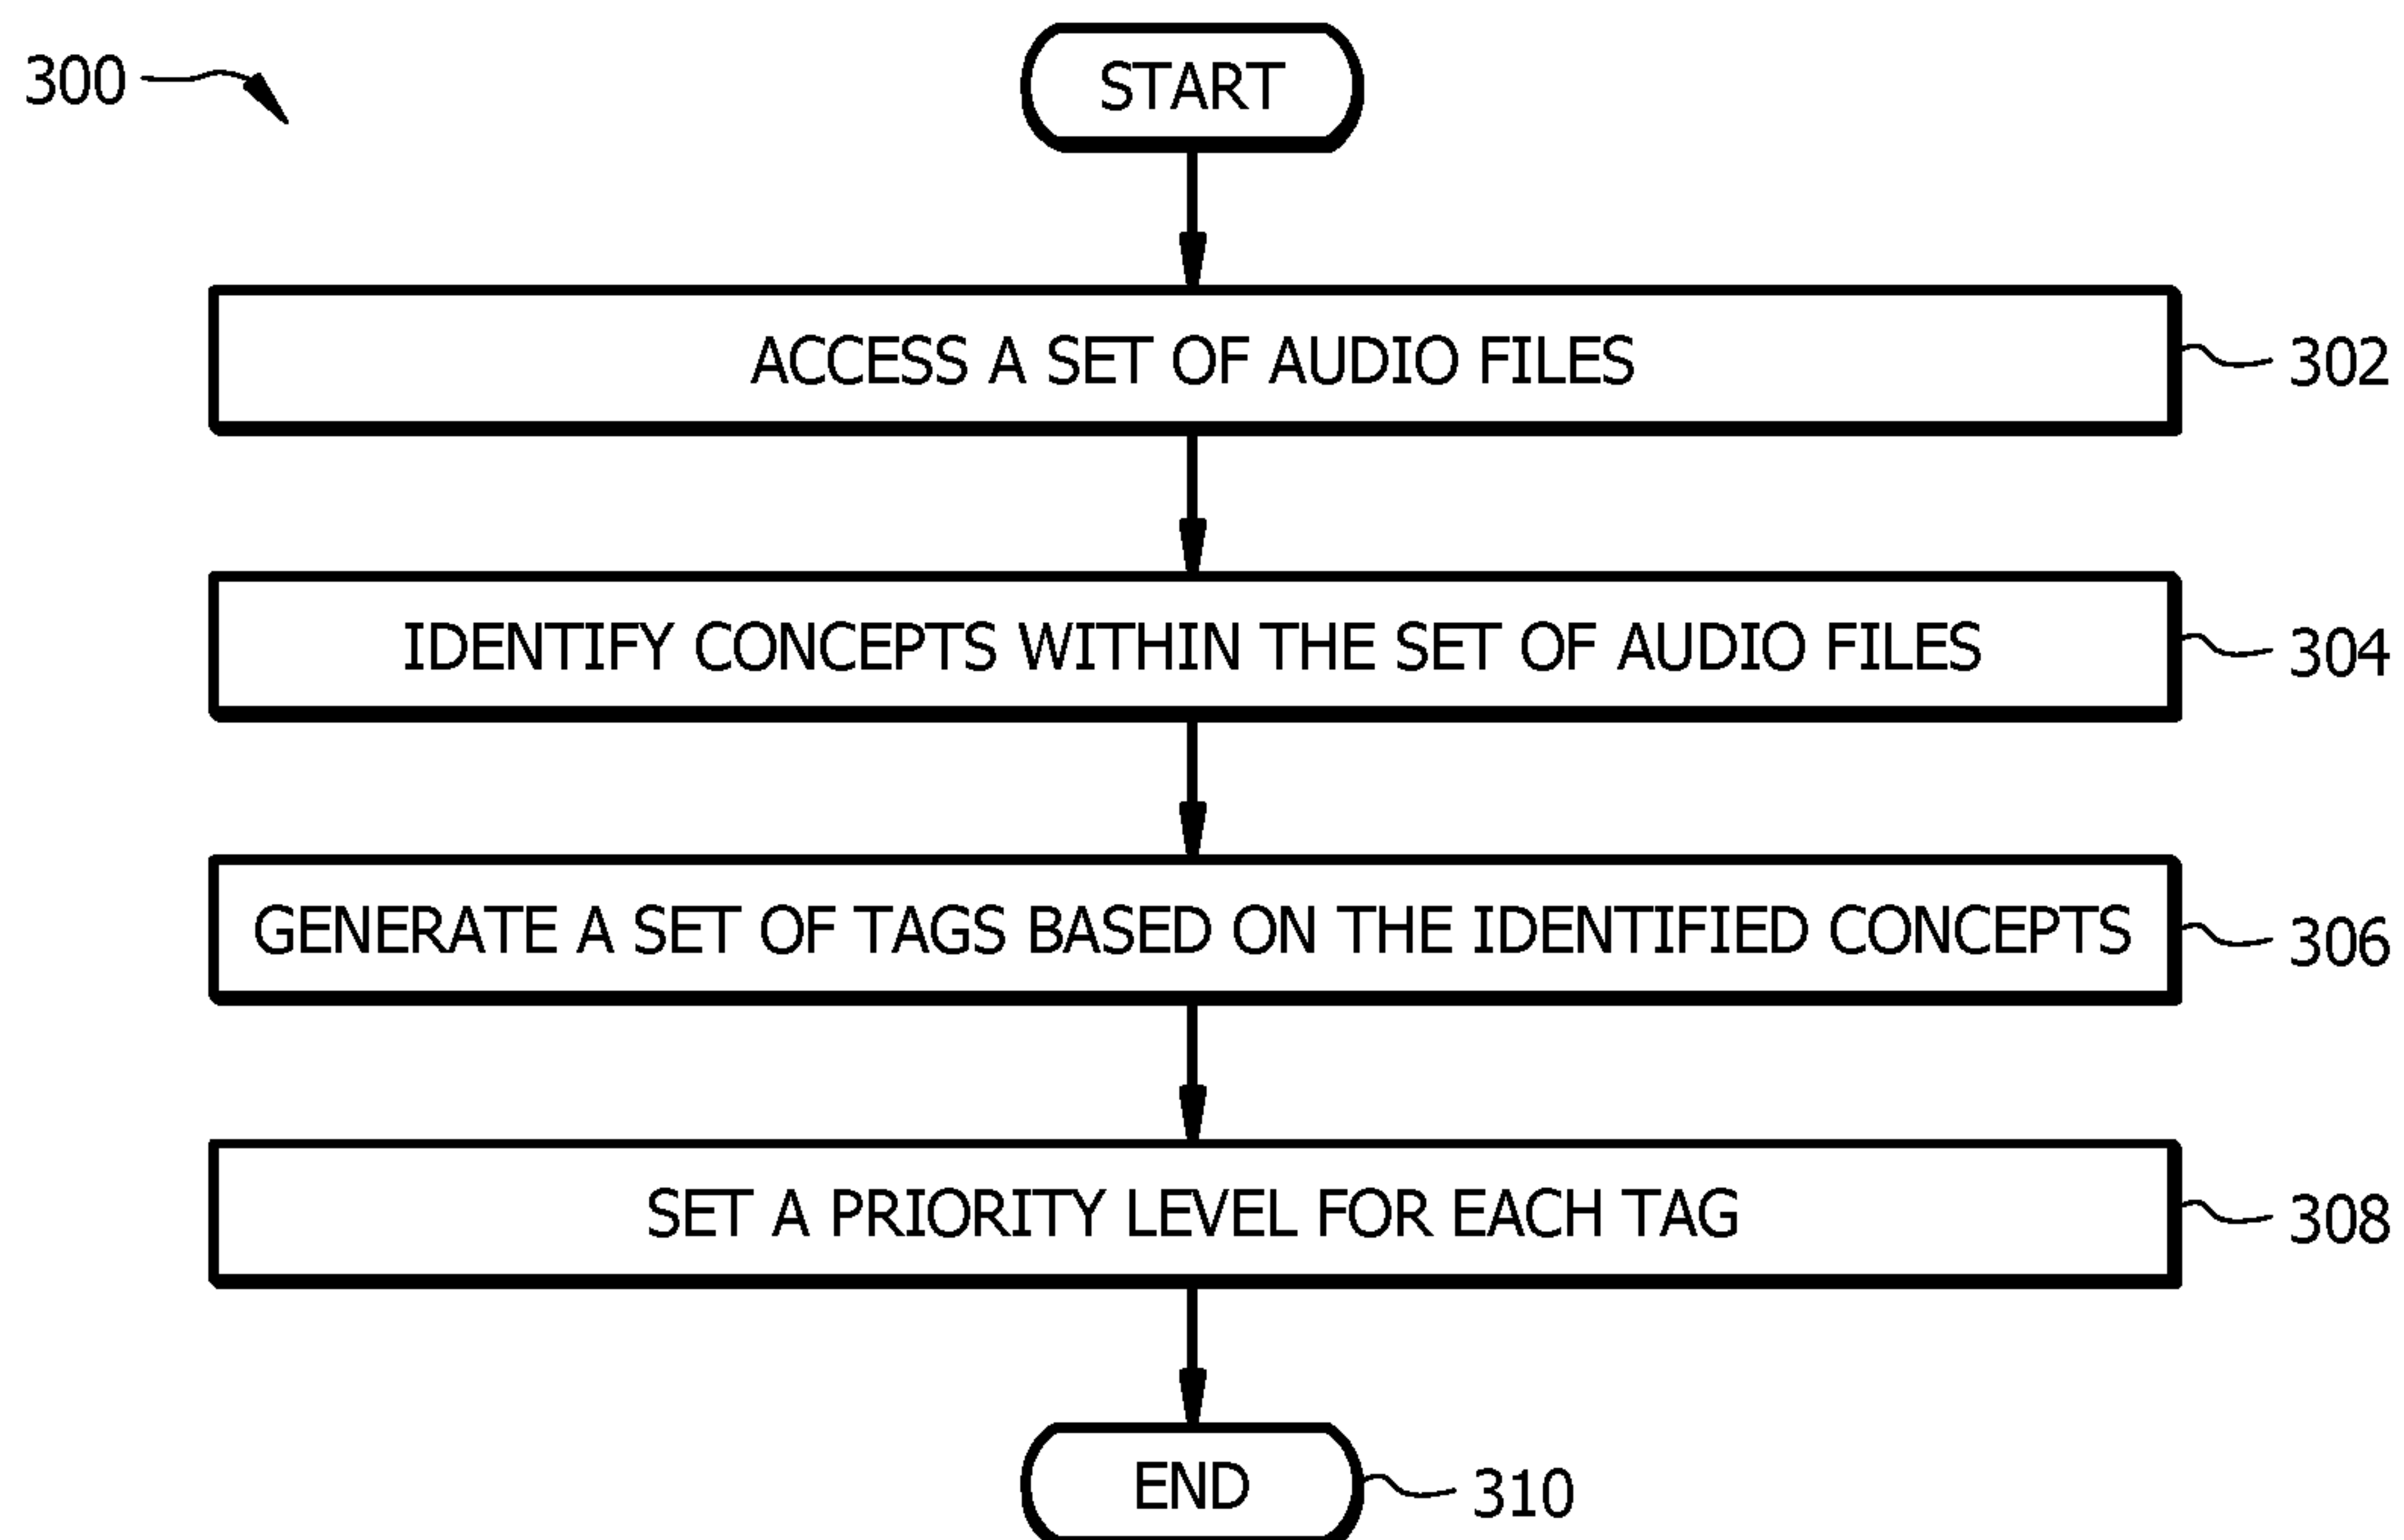 300
START
ACCESS A SET OF AUDIO FILES
302
IDENTIFY CONCEPTS WITHIN THE SET OF AUDIO FILES
304
GENERATE A SET OF TAGS BASED ON THE IDENTIFIED CONCEPTS
306
SET A PRIORITY LEVEL FOR EACH TAG
308
END
310